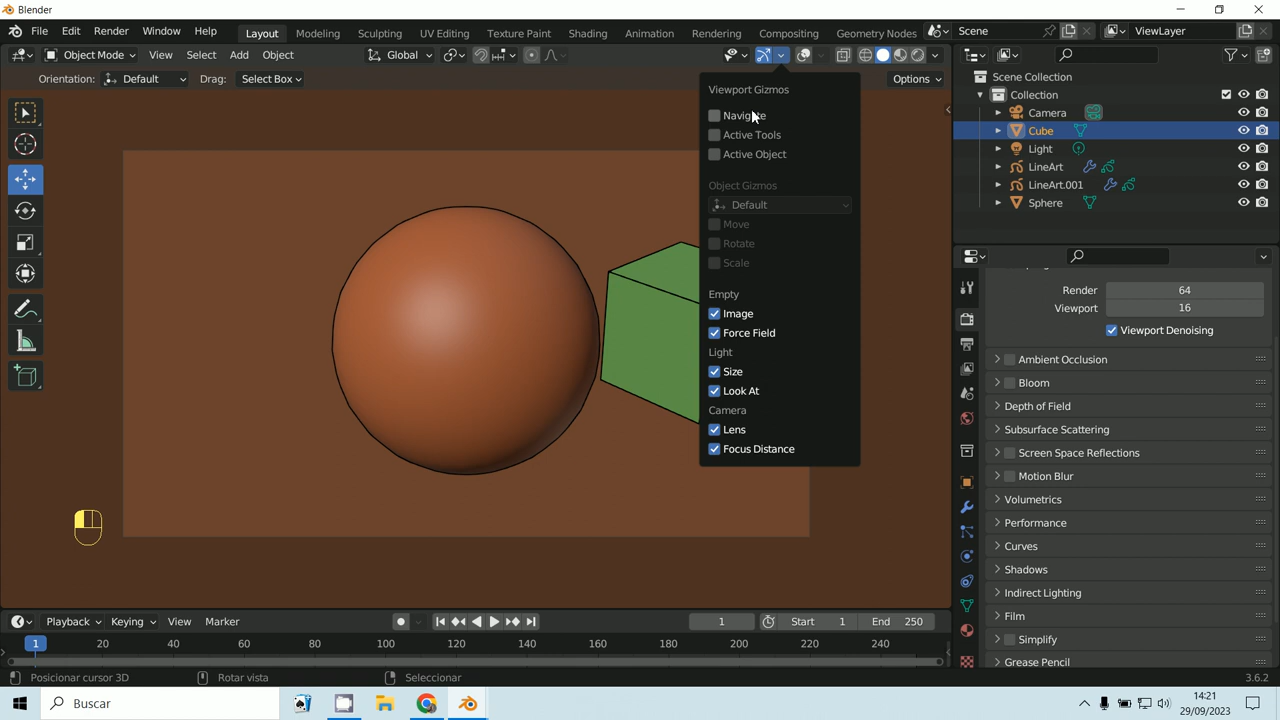 Blender
File Edit Render Window Help Layout Modeling Sculpting UV Editing Texture Paint Shading Animation Rendering Compositing Geometry Nodes Scene ViewLayer
Object Mode View Select Add Object Global
Orientation: Default Drag: Select Box Options
Viewport Gizmos
Navigate
Active Tools
Active Object
Object Gizmos
Default
Move
Rotate
Scale
Empty
Image
Force Field
Light
Size
Look At
Camera
Lens
Focus Distance
Scene Collection
Collection
Camera
Cube
Light
LineArt
LineArt.001
Sphere
Render 64
Viewport 16
Viewport Denoising
Ambient Occlusion
Bloom
Depth of Field
Subsurface Scattering
Screen Space Reflections
Motion Blur
Volumetrics
Performance
Curves
Shadows
Indirect Lighting
Film
Simplify
Grease Pencil
Playback Keying View Marker 1 Start 1 End 250
1 20 40 60 80 100 120 140 160 180 200 220 240
Posicionar cursor 3D Rotar vista Seleccionar 3.6.2
Buscar 14:21
29/09/2023